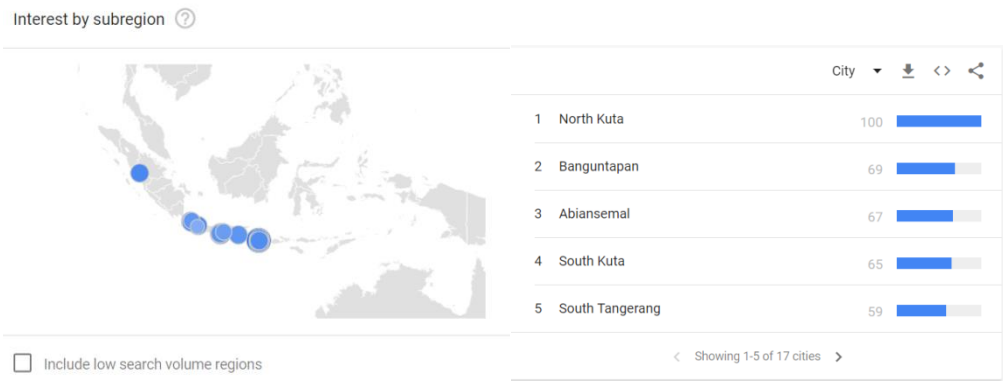 Interest by subregion ?
City
1 North Kuta 100
2 Banguntapan 69
3 Abiansemal 67
4 South Kuta 65
5 South Tangerang 59
Include low search volume regions
Showing 1-5 of 17 cities